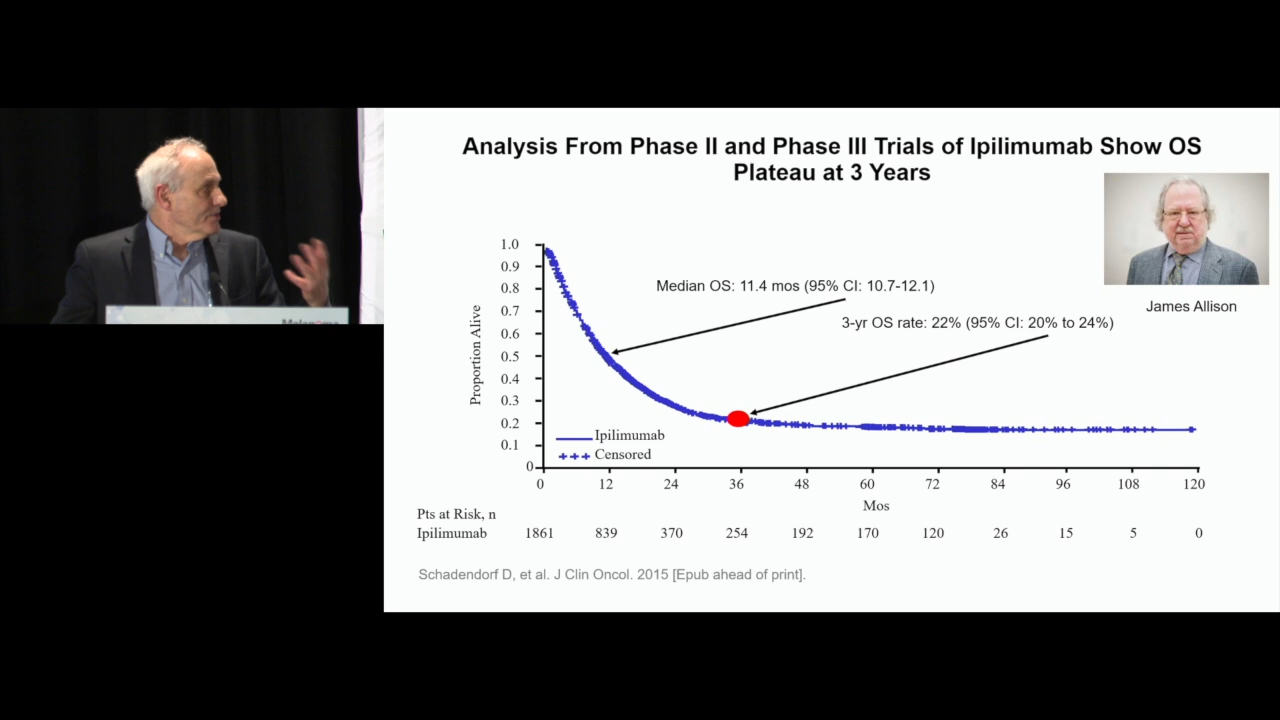 Analysis From Phase II and Phase III Trials of Ipilimumab Show OS
Plateau at 3 Years
James Allison
Median OS: 11.4 mos (95% CI: 10.7-12.1)
3-yr OS rate: 22% (95% CI: 20% to 24%)
Proportion Alive
1.0
0.9
0.8
0.7
0.6
0.5
0.4
0.3
0.2
0.1
0
Ipilimumab
Censored
0 12 24 36 48 60 72 84 96 108 120
Mos
Pts at Risk, n
Ipilimumab 1861 839 370 254 192 170 120 26 15 5 0
Schadendorf D, et al. J Clin Oncol. 2015 [Epub ahead of print].